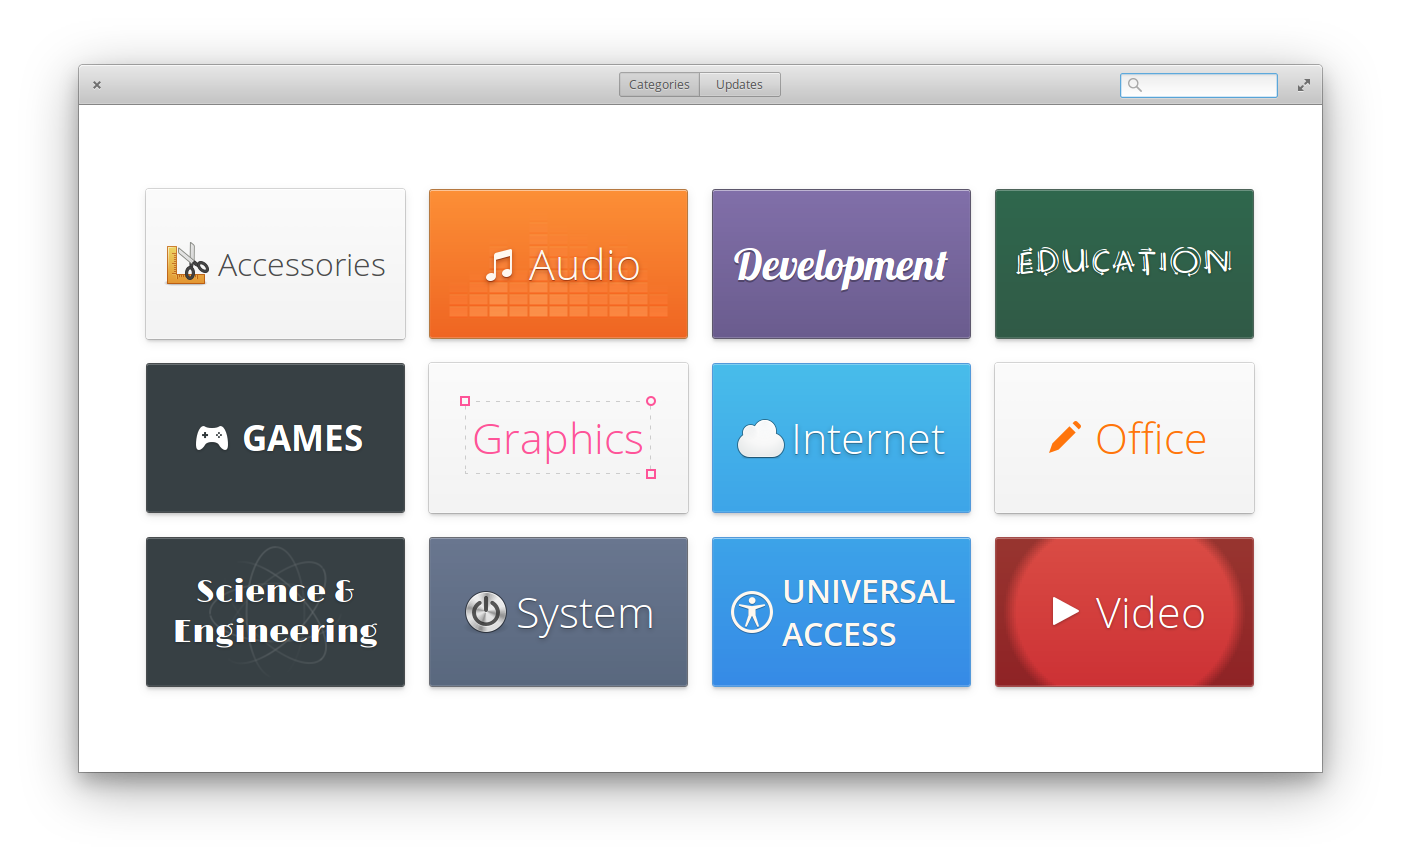 Categories
Updates
Accessories
Audio
Development
EDUCATION
GAMES
Graphics
Internet
Office
Science &
Engineering
System
UNIVERSAL
ACCESS
Video